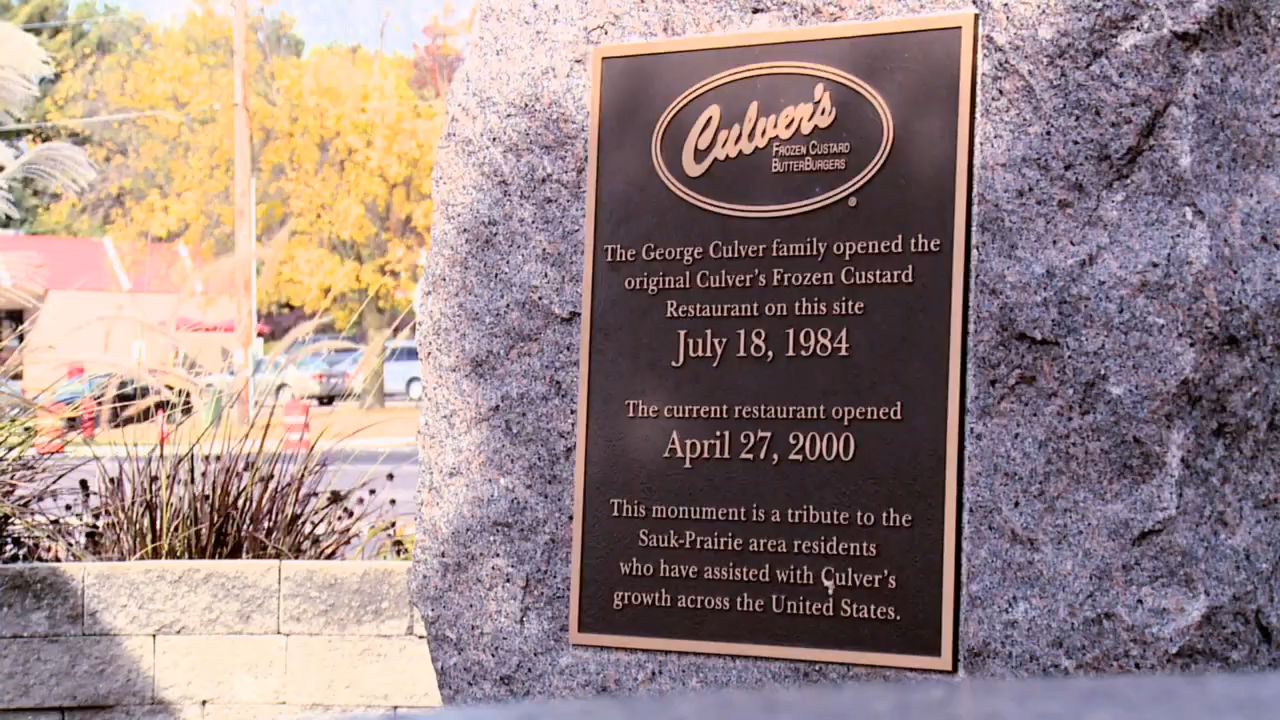 Culver's
Frozen Custard
ButterBurgers
®
The George Culver family opened the
original Culver's Frozen Custard
Restaurant on this site
July 18, 1984
The current restaurant opened
April 27, 2000
This monument is a tribute to the
Sauk-Prairie area residents
who have assisted with Culver's
growth across the United States.